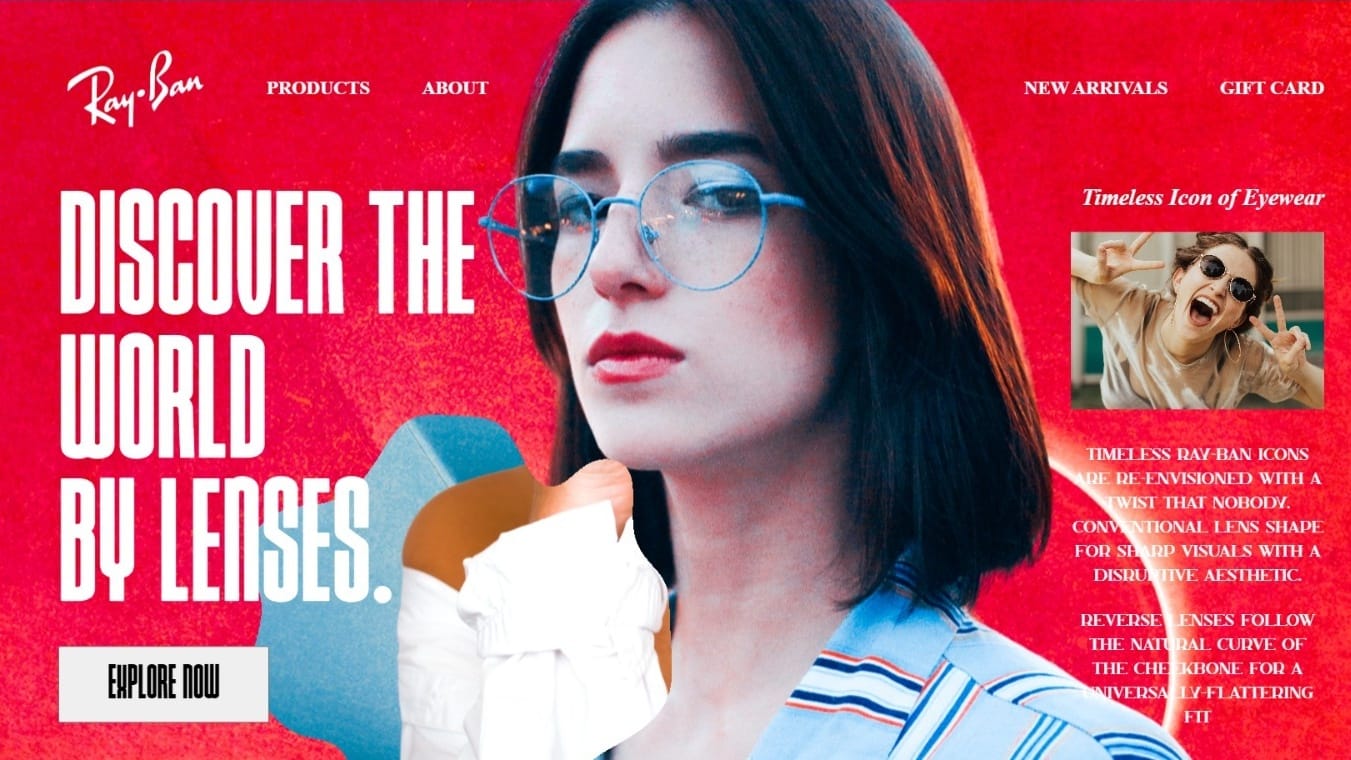 Ray-Ban
PRODUCTS
ABOUT
NEW ARRIVALS
GIFT CARD
DISCOVER THE
WORLD
BY LENSES.
EXPLORE NOW
Timeless Icon of Eyewear
TIMELESS RAY-BAN ICONS
ARE RE-ENVISIONED WITH A
TWIST THAT NOBODY.
CONVENTIONAL LENS SHAPE
FOR SHARP VISUALS WITH A
DISRUPTIVE AESTHETIC.
REVERSE LENSES FOLLOW
THE NATURAL CURVE OF
THE CHEEKBONE FOR A
UNIVERSALLY-FLATTERING
FIT